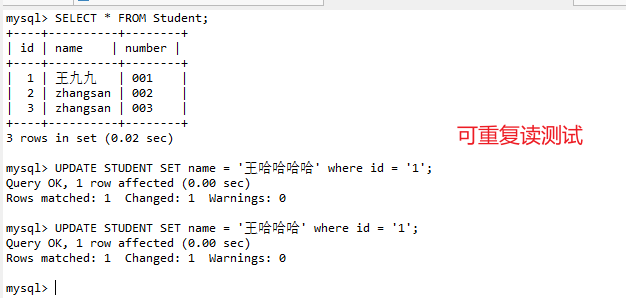 mysql> SELECT * FROM Student;
+----+----------+--------+
| id | name     | number |
+----+----------+--------+
|  1 | 王九九   | 001    |
|  2 | zhangsan | 002    |
|  3 | zhangsan | 003    |
+----+----------+--------+
3 rows in set (0.02 sec)
可重复读测试
mysql> UPDATE STUDENT SET name = '王哈哈哈哈' where id = '1';
Query OK, 1 row affected (0.00 sec)
Rows matched: 1  Changed: 1  Warnings: 0
mysql> UPDATE STUDENT SET name = '王哈哈哈' where id = '1';
Query OK, 1 row affected (0.00 sec)
Rows matched: 1  Changed: 1  Warnings: 0
mysql>